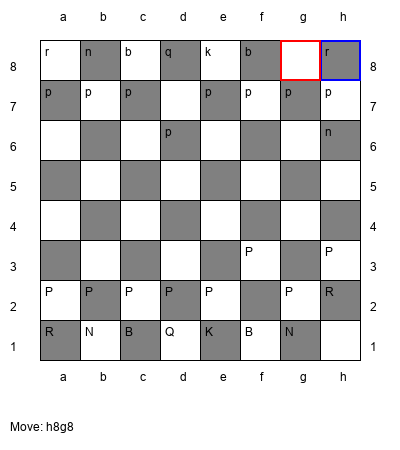 a b c d e f g h
8 r n b q k b r 8
7 p p p p p p p 7
6 p n 6
5 5
4 4
3 P P 3
2 P P P P P P R 2
1 R N B Q K B N 1
a b c d e f g h
Move: h8g8